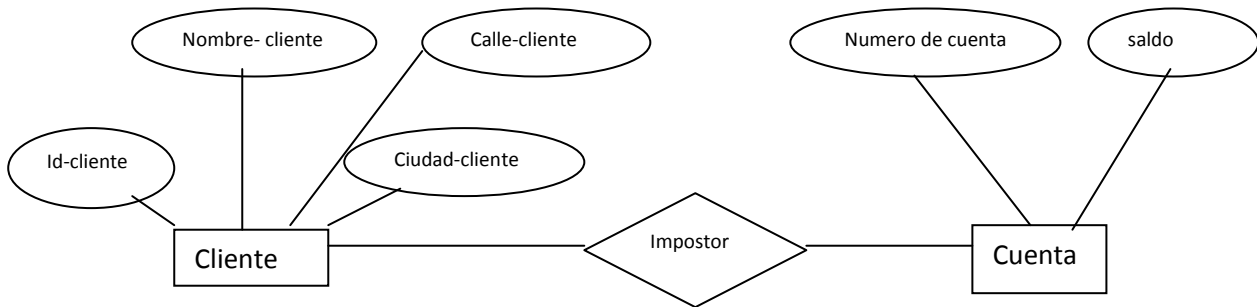 Nombre- cliente
Calle-cliente
Numero de cuenta
saldo
Id-cliente
Ciudad-cliente
Cliente
Impostor
Cuenta